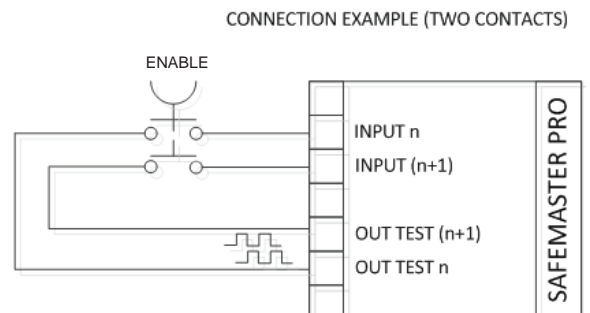 CONNECTION EXAMPLE (TWO CONTACTS)
ENABLE
INPUT n
INPUT (n+1)
OUT TEST (n+1)
OUT TEST n
SAFEMASTER PRO